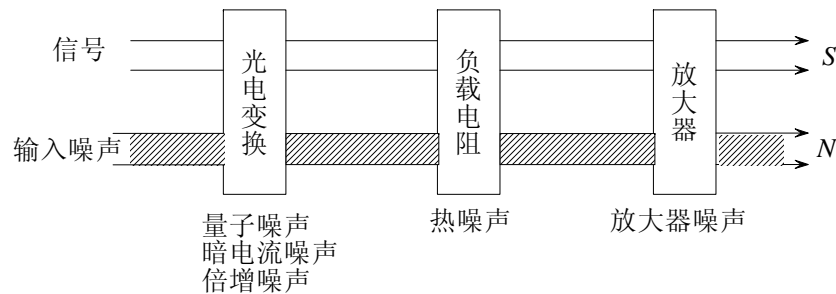 信号
输入噪声
光电变换
负载电阻
放大器
S
N
量子噪声
暗电流噪声
倍增噪声
热噪声
放大器噪声